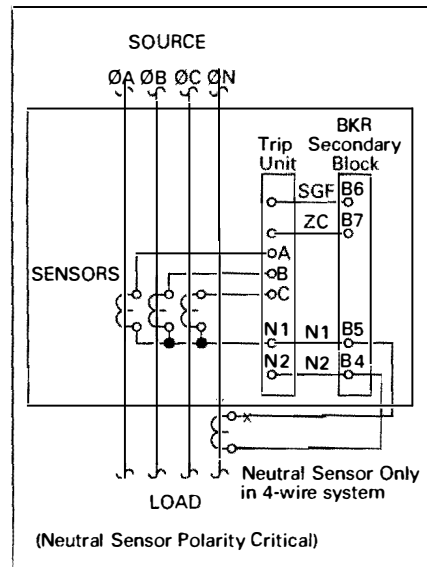 SOURCE
ØA ØB ØC ØN
BKR
Trip Secondary
Unit Block
SGF B6
ZC B7
A
SENSORS
B
C
N1 N1 B5
N2 N2 B4
x
Neutral Sensor Only
in 4-wire system
LOAD
(Neutral Sensor Polarity Critical)